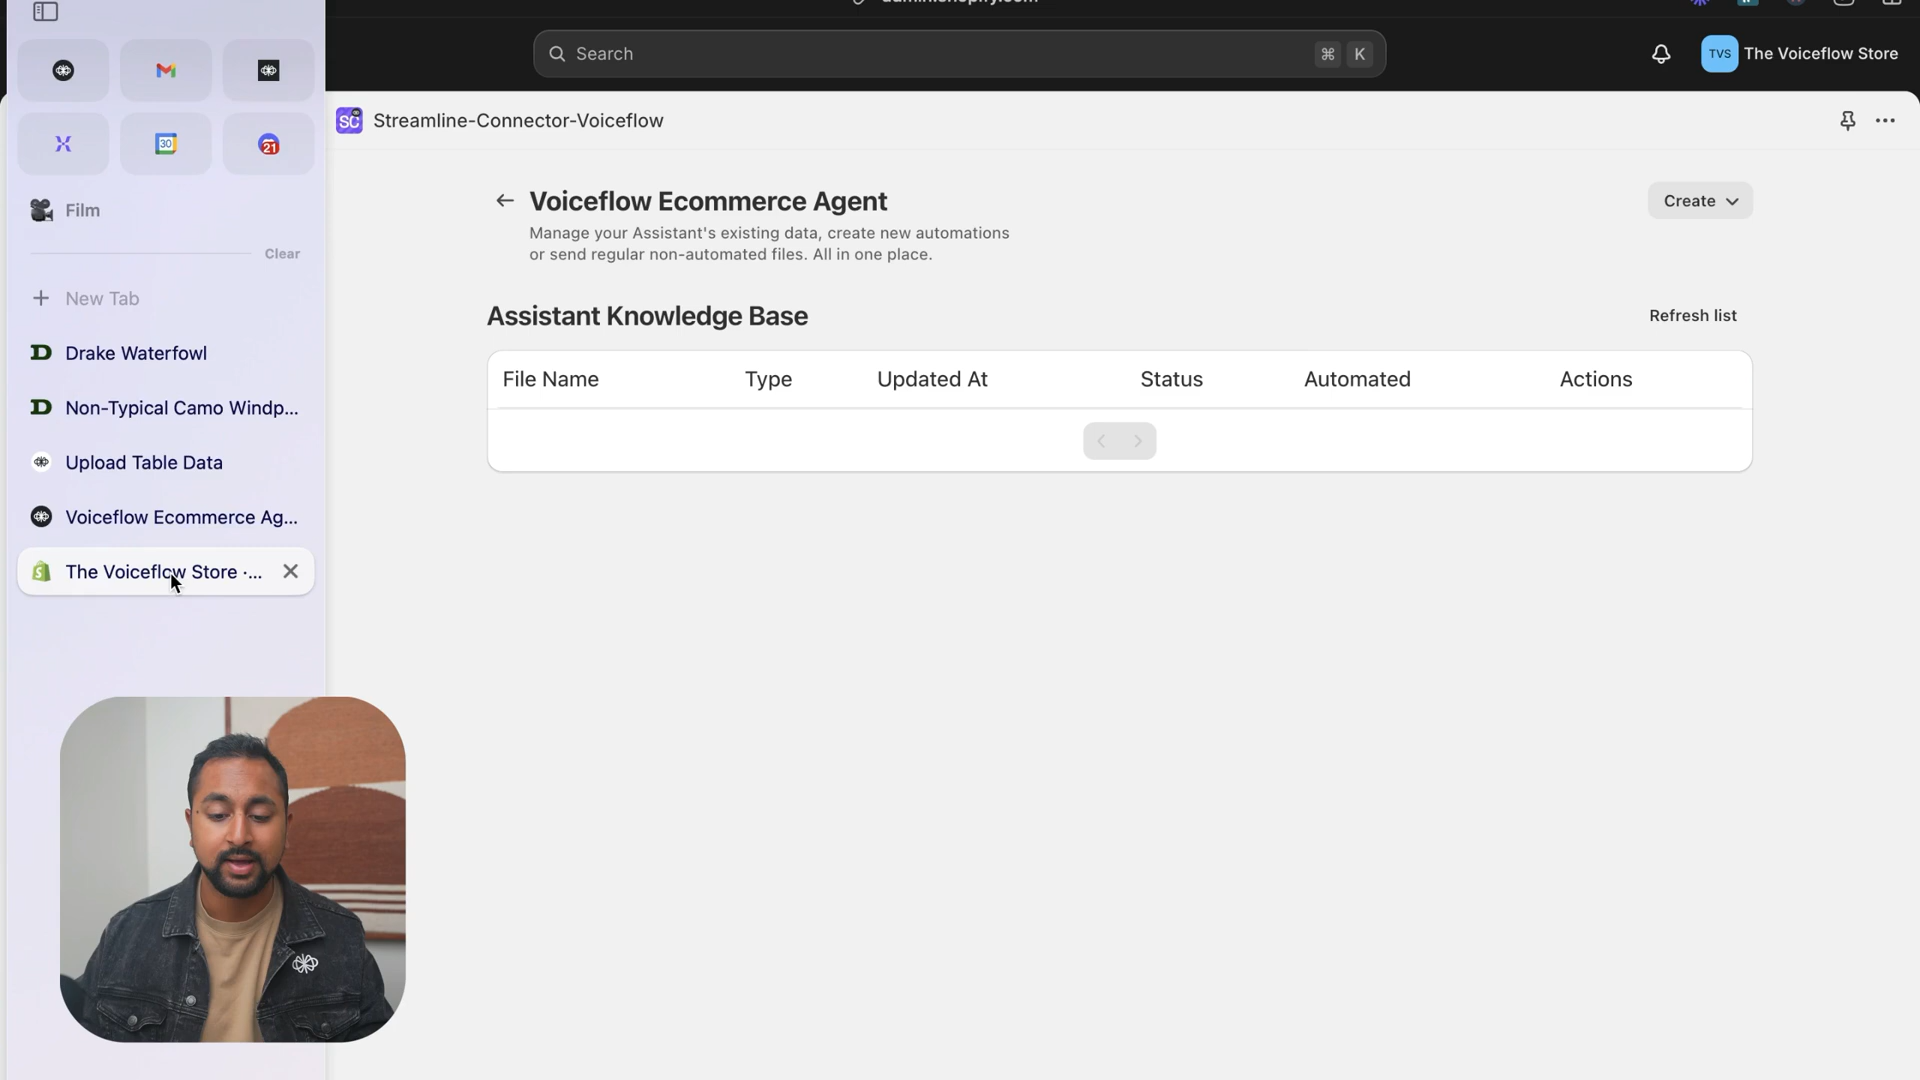 Search
⌘ K
TVS The Voiceflow Store
SC Streamline-Connector-Voiceflow
30
21
Film
Clear
New Tab
Drake Waterfowl
Non-Typical Camo Windp...
Upload Table Data
Voiceflow Ecommerce Ag...
The Voiceflow Store ·...
Voiceflow Ecommerce Agent
Create
Manage your Assistant's existing data, create new automations
or send regular non-automated files. All in one place.
Assistant Knowledge Base
Refresh list
File Name Type Updated At Status Automated Actions